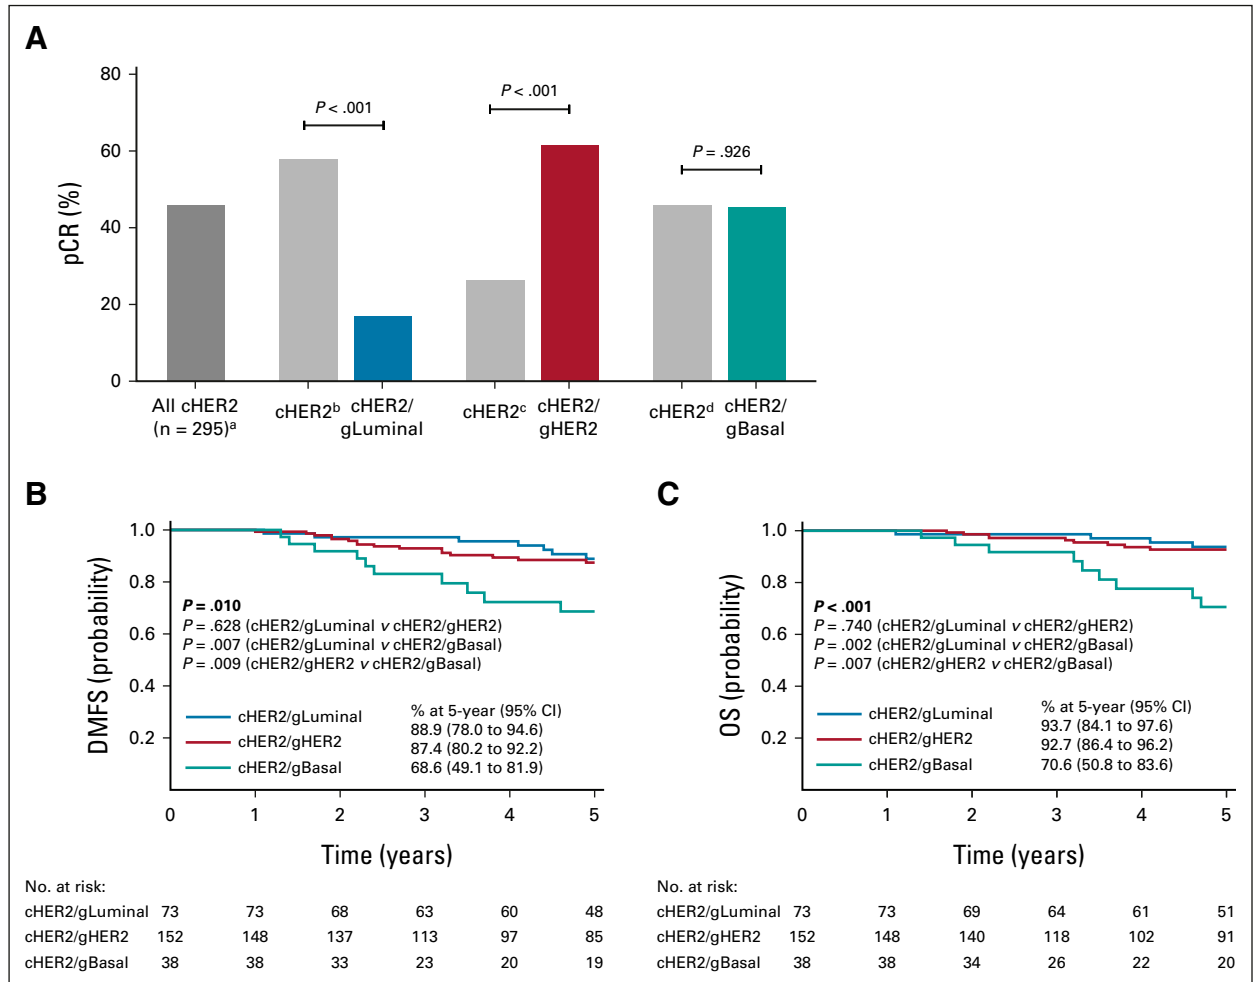 A
80
60
40
20
0
pCR (%)
P < .001
P < .001
P = .926
All cHER2
(n = 295)ᵃ
cHER2ᵇ
cHER2/
gLuminal
cHER2ᶜ
cHER2/
gHER2
cHER2ᵈ
cHER2/
gBasal
B
1.0
0.8
0.6
0.4
0.2
DMFS (probability)
P = .010
P = .628 (cHER2/gLuminal v cHER2/gHER2)
P = .007 (cHER2/gLuminal v cHER2/gBasal)
P = .009 (cHER2/gHER2 v cHER2/gBasal)
% at 5-year (95% CI)
cHER2/gLuminal 88.9 (78.0 to 94.6)
cHER2/gHER2 87.4 (80.2 to 92.2)
cHER2/gBasal 68.6 (49.1 to 81.9)
0 1 2 3 4 5
Time (years)
No. at risk:
cHER2/gLuminal 73 73 68 63 60 48
cHER2/gHER2 152 148 137 113 97 85
cHER2/gBasal 38 38 33 23 20 19
C
1.0
0.8
0.6
0.4
0.2
OS (probability)
P < .001
P = .740 (cHER2/gLuminal v cHER2/gHER2)
P = .002 (cHER2/gLuminal v cHER2/gBasal)
P = .007 (cHER2/gHER2 v cHER2/gBasal)
% at 5-year (95% CI)
cHER2/gLuminal 93.7 (84.1 to 97.6)
cHER2/gHER2 92.7 (86.4 to 96.2)
cHER2/gBasal 70.6 (50.8 to 83.6)
0 1 2 3 4 5
Time (years)
No. at risk:
cHER2/gLuminal 73 73 69 64 61 51
cHER2/gHER2 152 148 140 118 102 91
cHER2/gBasal 38 38 34 26 22 20